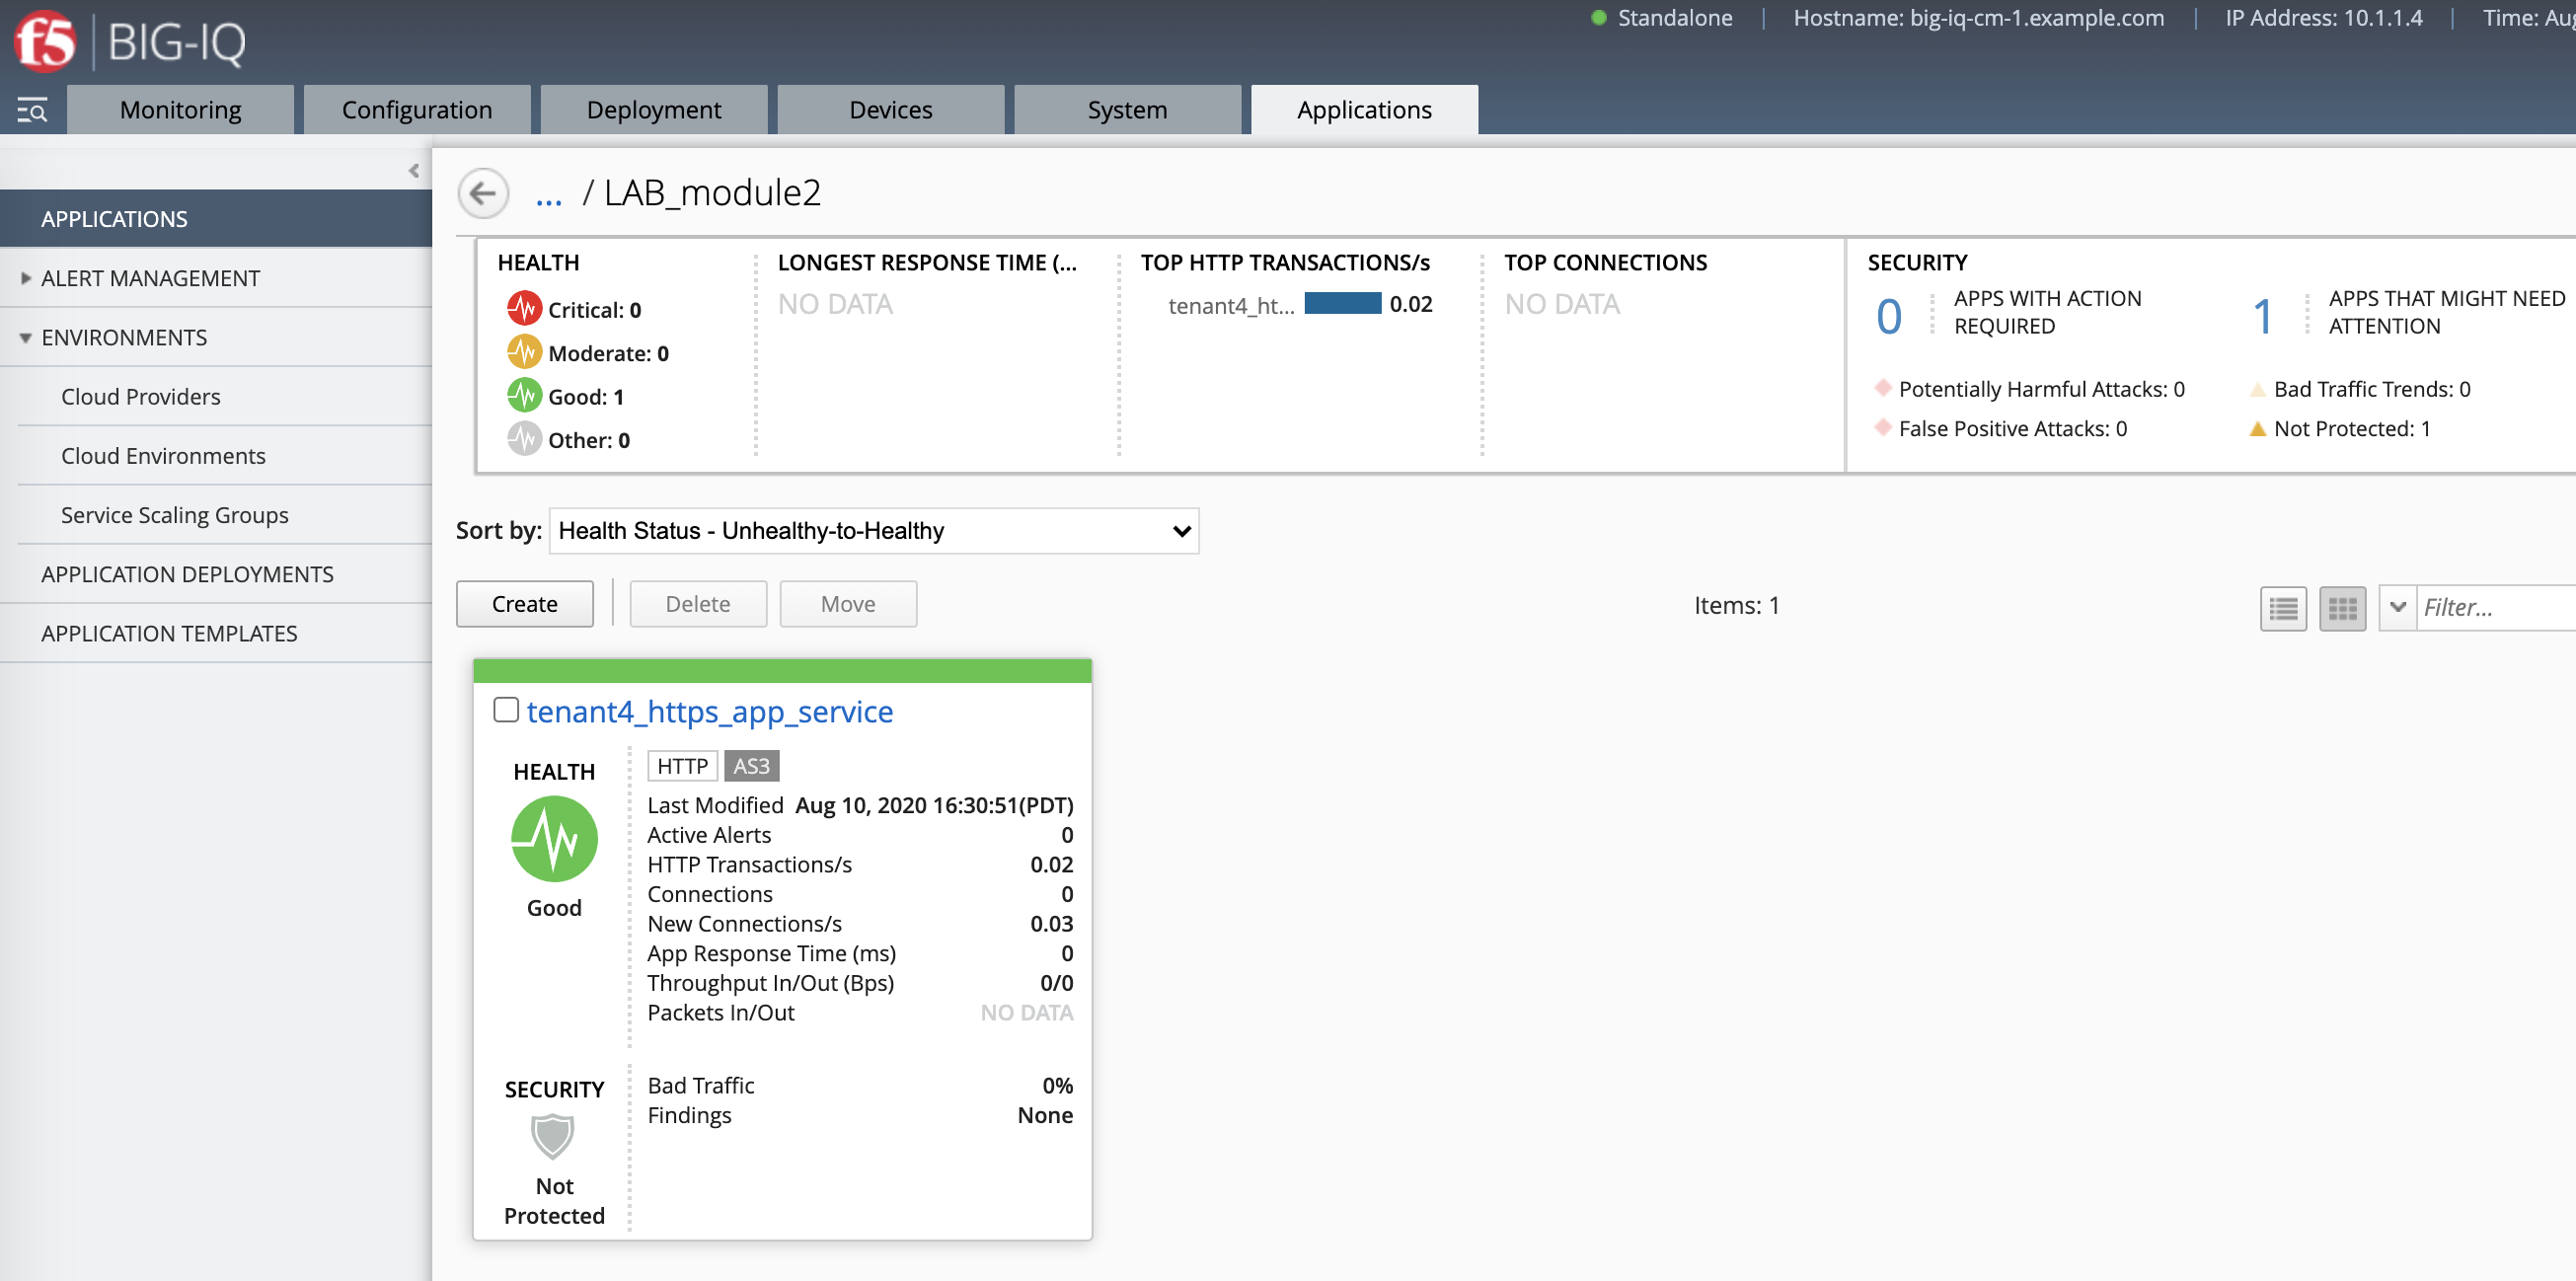 f5 BIG-IQ
Standalone
Hostname: big-iq-cm-1.example.com
IP Address: 10.1.1.4
Time: Aug
Monitoring
Configuration
Deployment
Devices
System
Applications
APPLICATIONS
ALERT MANAGEMENT
ENVIRONMENTS
Cloud Providers
Cloud Environments
Service Scaling Groups
APPLICATION DEPLOYMENTS
APPLICATION TEMPLATES
... / LAB_module2
HEALTH
Critical: 0
Moderate: 0
Good: 1
Other: 0
LONGEST RESPONSE TIME (...
NO DATA
TOP HTTP TRANSACTIONS/s
tenant4_ht... 0.02
TOP CONNECTIONS
NO DATA
SECURITY
0 APPS WITH ACTION
REQUIRED
Potentially Harmful Attacks: 0
False Positive Attacks: 0
1 APPS THAT MIGHT NEED
ATTENTION
Bad Traffic Trends: 0
Not Protected: 1
Sort by: Health Status - Unhealthy-to-Healthy
Create
Delete
Move
Items: 1
Filter...
tenant4_https_app_service
HEALTH
Good
HTTP AS3
Last Modified Aug 10, 2020 16:30:51(PDT)
Active Alerts 0
HTTP Transactions/s 0.02
Connections 0
New Connections/s 0.03
App Response Time (ms) 0
Throughput In/Out (Bps) 0/0
Packets In/Out NO DATA
SECURITY
Not
Protected
Bad Traffic 0%
Findings None